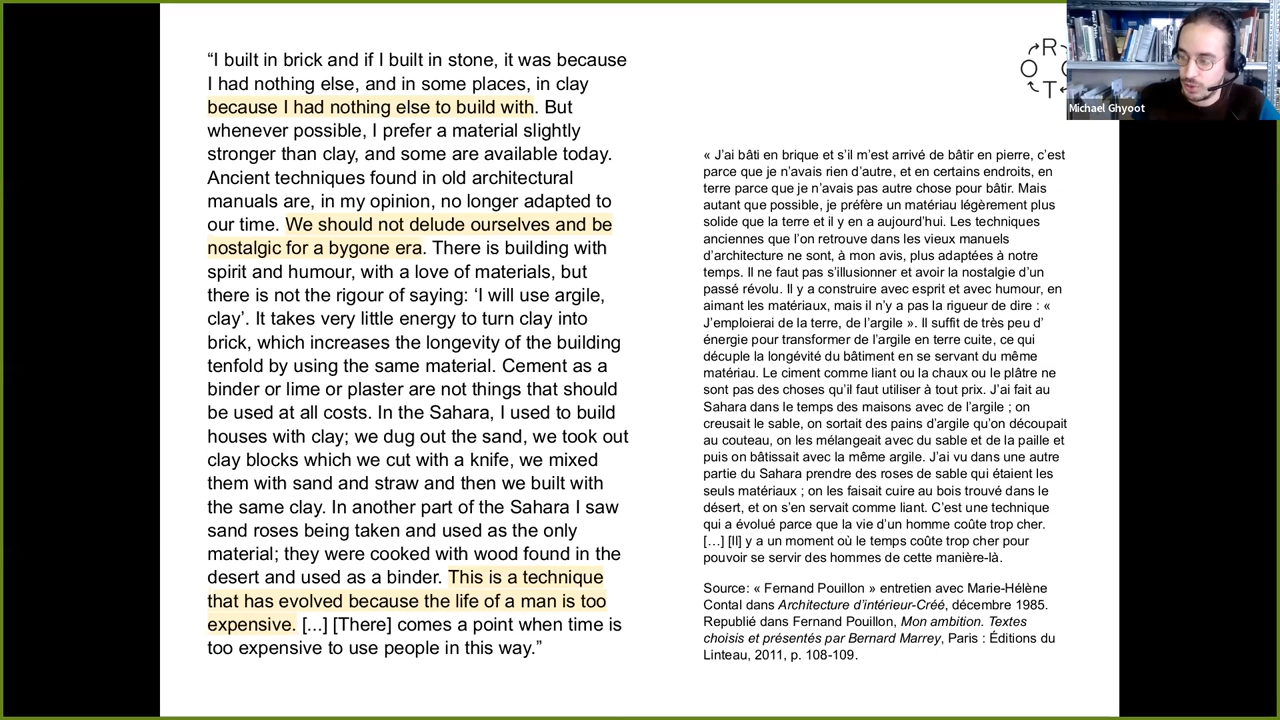 “I built in brick and if I built in stone, it was because
I had nothing else, and in some places, in clay
because I had nothing else to build with. But
whenever possible, I prefer a material slightly
stronger than clay, and some are available today.
Ancient techniques found in old architectural
manuals are, in my opinion, no longer adapted to
our time. We should not delude ourselves and be
nostalgic for a bygone era. There is building with
spirit and humour, with a love of materials, but
there is not the rigour of saying: ‘I will use argile,
clay’. It takes very little energy to turn clay into
brick, which increases the longevity of the building
tenfold by using the same material. Cement as a
binder or lime or plaster are not things that should
be used at all costs. In the Sahara, I used to build
houses with clay; we dug out the sand, we took out
clay blocks which we cut with a knife, we mixed
them with sand and straw and then we built with
the same clay. In another part of the Sahara I saw
sand roses being taken and used as the only
material; they were cooked with wood found in the
desert and used as a binder. This is a technique
that has evolved because the life of a man is too
expensive. [...] [There] comes a point when time is
too expensive to use people in this way.”
R
O
T
Michael Ghyoot
« J’ai bâti en brique et s’il m’est arrivé de bâtir en pierre, c’est
parce que je n’avais rien d’autre, et en certains endroits, en
terre parce que je n’avais pas autre chose pour bâtir. Mais
autant que possible, je préfère un matériau légèrement plus
solide que la terre et il y en a aujourd’hui. Les techniques
anciennes que l’on retrouve dans les vieux manuels
d’architecture ne sont, à mon avis, plus adaptées à notre
temps. Il ne faut pas s’illusionner et avoir la nostalgie d’un
passé révolu. Il y a construire avec esprit et avec humour, en
aimant les matériaux, mais il n’y a pas la rigueur de dire : «
J’emploierai de la terre, de l’argile ». Il suffit de très peu d’
énergie pour transformer de l’argile en terre cuite, ce qui
décuple la longévité du bâtiment en se servant du même
matériau. Le ciment comme liant ou la chaux ou le plâtre ne
sont pas des choses qu’il faut utiliser à tout prix. J’ai fait au
Sahara dans le temps des maisons avec de l’argile ; on
creusait le sable, on sortait des pains d’argile qu’on découpait
au couteau, on les mélangeait avec du sable et de la paille et
puis on bâtissait avec la même argile. J’ai vu dans une autre
partie du Sahara prendre des roses de sable qui étaient les
seuls matériaux ; on les faisait cuire au bois trouvé dans le
désert, et on s’en servait comme liant. C’est une technique
qui a évolué parce que la vie d’un homme coûte trop cher.
[…] [Il] y a un moment où le temps coûte trop cher pour
pouvoir se servir des hommes de cette manière-là.
Source: « Fernand Pouillon » entretien avec Marie-Hélène
Contal dans Architecture d’intérieur-Créé, décembre 1985.
Republié dans Fernand Pouillon, Mon ambition. Textes
choisis et présentés par Bernard Marrey, Paris : Éditions du
Linteau, 2011, p. 108-109.